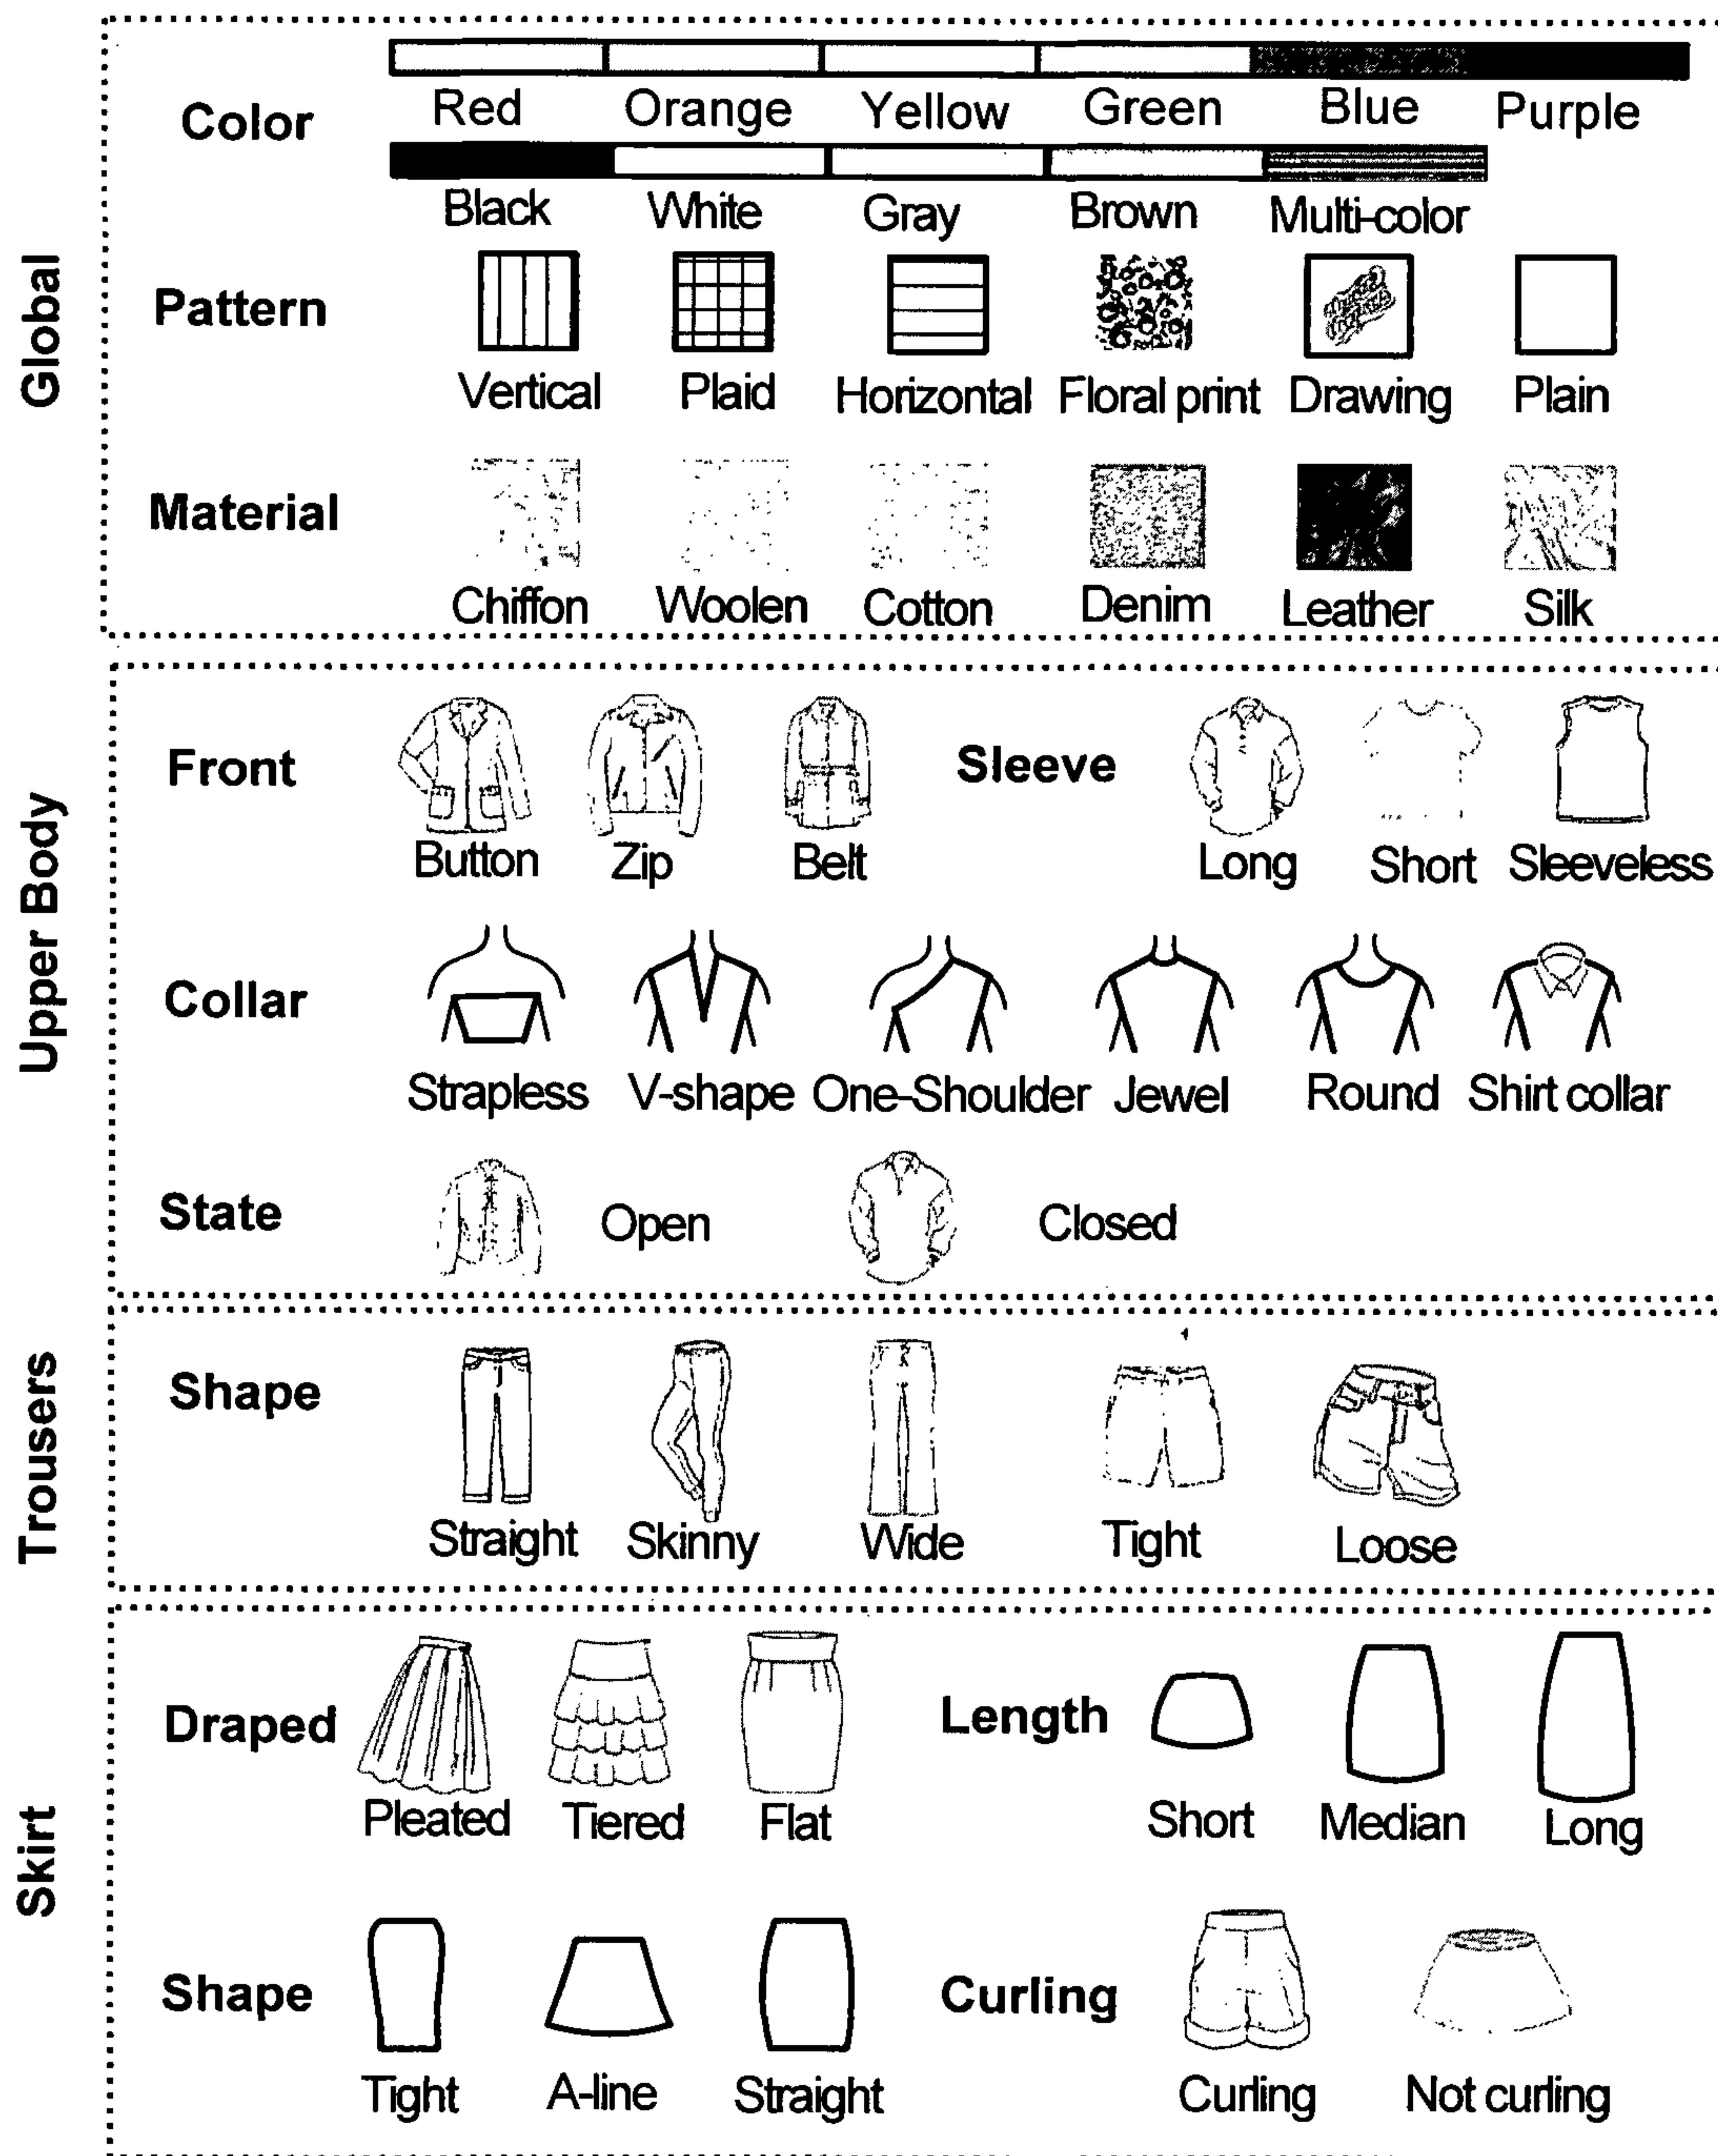 Global
Color
Red Orange Yellow Green Blue Purple
Black White Gray Brown Multi-color
Pattern
Vertical Plaid Horizontal Floral print Drawing Plain
Material
Chiffon Woolen Cotton Denim Leather Silk
Upper Body
Front
Button Zip Belt
Sleeve
Long Short Sleeveless
Collar
Strapless V-shape One-Shoulder Jewel Round Shirt collar
State
Open Closed
Trousers
Shape
Straight Skinny Wide Tight Loose
Skirt
Draped
Pleated Tiered Flat
Length
Short Median Long
Shape
Tight A-line Straight
Curling
Curling Not curling